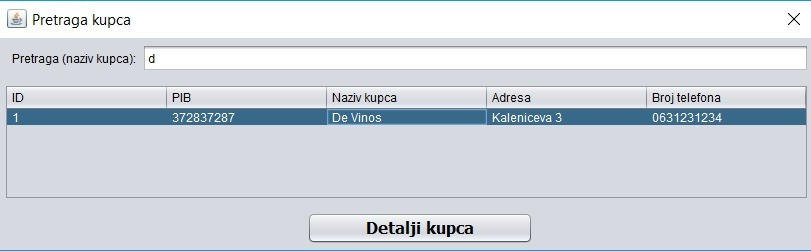 Pretraga kupca
Pretraga (naziv kupca): d
ID PIB Naziv kupca Adresa Broj telefona
1 372837287 De Vinos Kaleniceva 3 0631231234
Detalji kupca